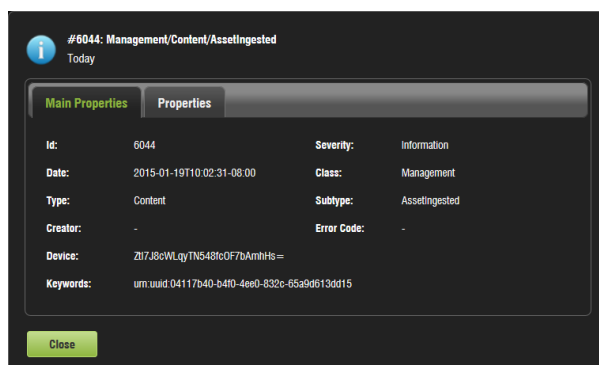 #6044: Management/Content/AssetIngested
Today
Main Properties Properties
Id: 6044 Severity: Information
Date: 2015-01-19T10:02:31-08:00 Class: Management
Type: Content Subtype: AssetIngested
Creator: - Error Code: -
Device: ZtI7J8cWLqyTN548fcOF7bAmhHs=
Keywords: urn:uuid:04117b40-b4f0-4ee0-832c-65a9d613dd15
Close